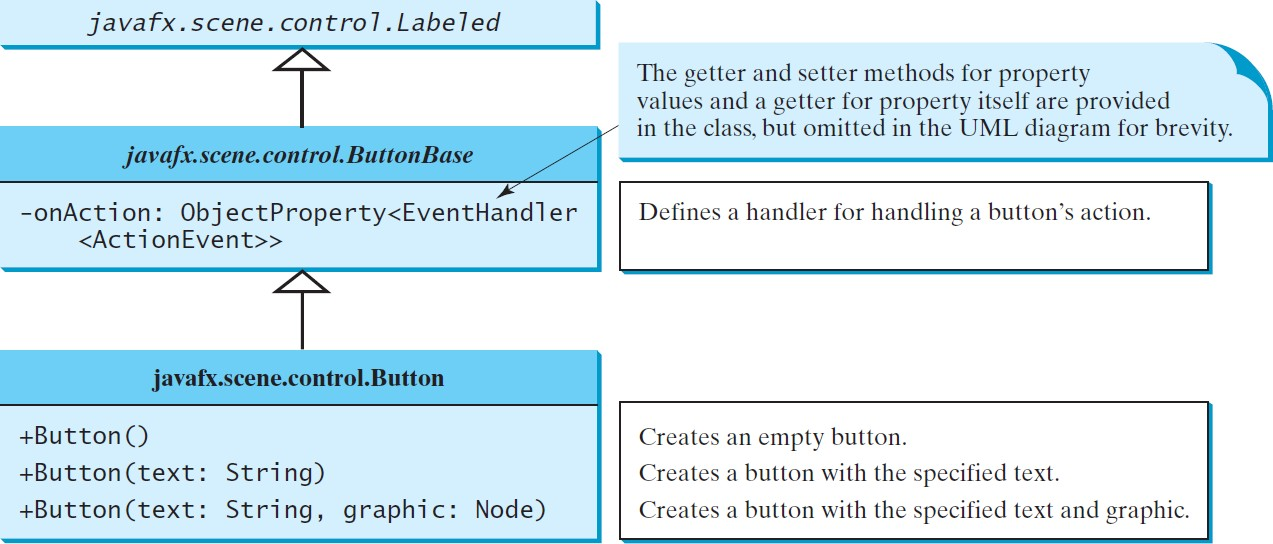 javafx.scene.control.Labeled
The getter and setter methods for property
values and a getter for property itself are provided
in the class, but omitted in the UML diagram for brevity.
javafx.scene.control.ButtonBase
-onAction: ObjectProperty<EventHandler
<ActionEvent>>
Defines a handler for handling a button’s action.
javafx.scene.control.Button
+Button()
Creates an empty button.
+Button(text: String)
Creates a button with the specified text.
+Button(text: String, graphic: Node)
Creates a button with the specified text and graphic.